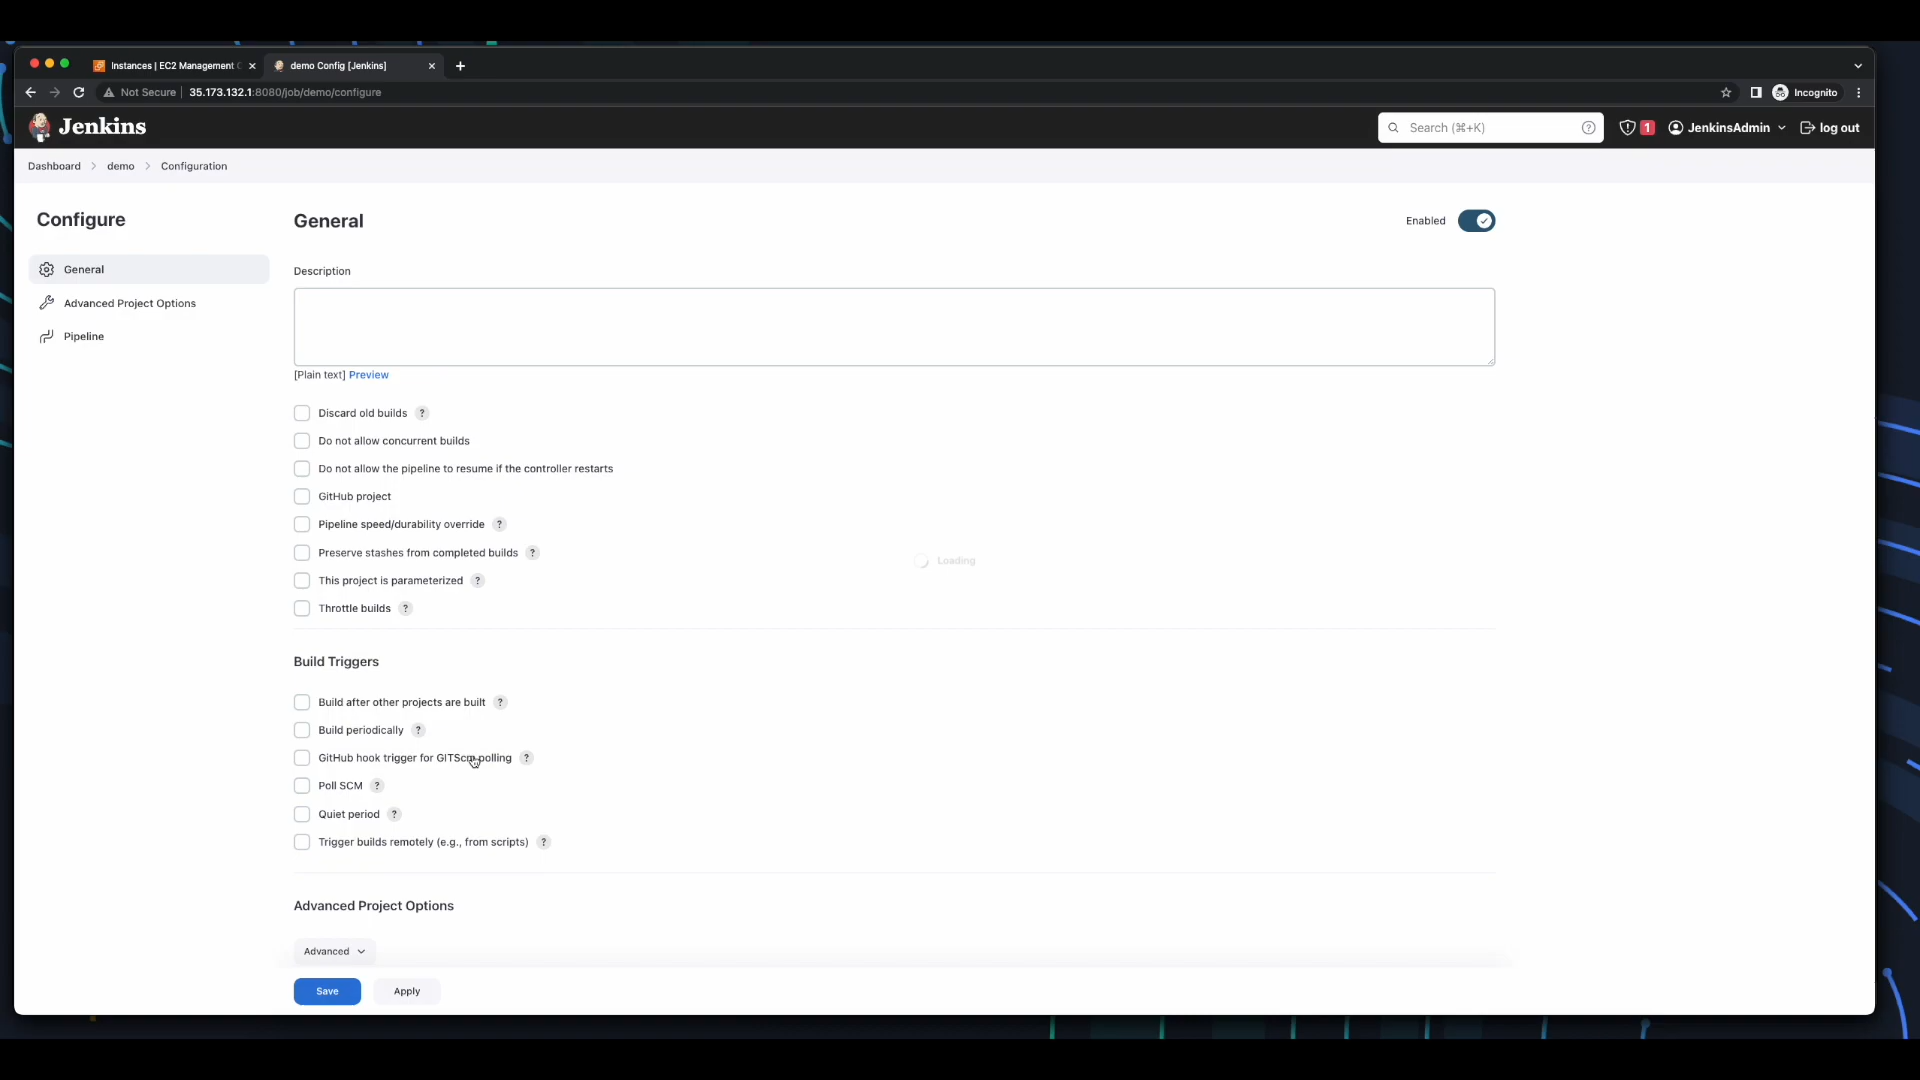 Instances | EC2 Management C
demo Config [Jenkins]
Not Secure | 35.173.132.1:8080/job/demo/configure
Incognito
Jenkins
Search (⌘+K)
1
JenkinsAdmin
log out
Dashboard > demo > Configuration
Configure
General
Advanced Project Options
Pipeline
General
Enabled
Description
[Plain text] Preview
Discard old builds ?
Do not allow concurrent builds
Do not allow the pipeline to resume if the controller restarts
GitHub project
Pipeline speed/durability override ?
Preserve stashes from completed builds ?
Loading
This project is parameterized ?
Throttle builds ?
Build Triggers
Build after other projects are built ?
Build periodically ?
GitHub hook trigger for GITScm polling ?
Poll SCM ?
Quiet period ?
Trigger builds remotely (e.g., from scripts) ?
Advanced Project Options
Advanced
Save
Apply